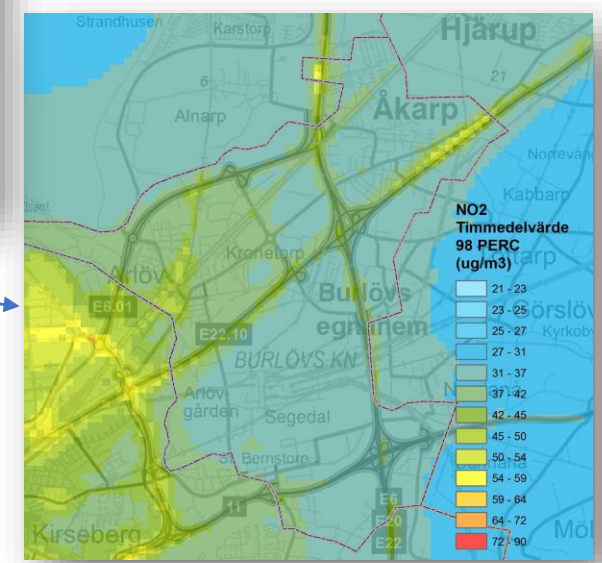 Strandhusen
Karstorp
Hjärup
6
21
Åkarp
Alnarp
Kabbarp
NO2
Timmedelvärde
98 PERC
(ug/m3)
21 - 23
23 - 25
25 - 27
27 - 31
31 - 37
37 - 42
42 - 45
45 - 50
50 - 54
54 - 59
59 - 64
64 - 72
72 - 90
Kronetorp
Arlöv
Burlövs
egnahem
E6.01
E22.10
BURLÖVS KN
Arlöv-
gården
Segedal
St Bernstorp
11
E6
E20
E22
Kirseberg